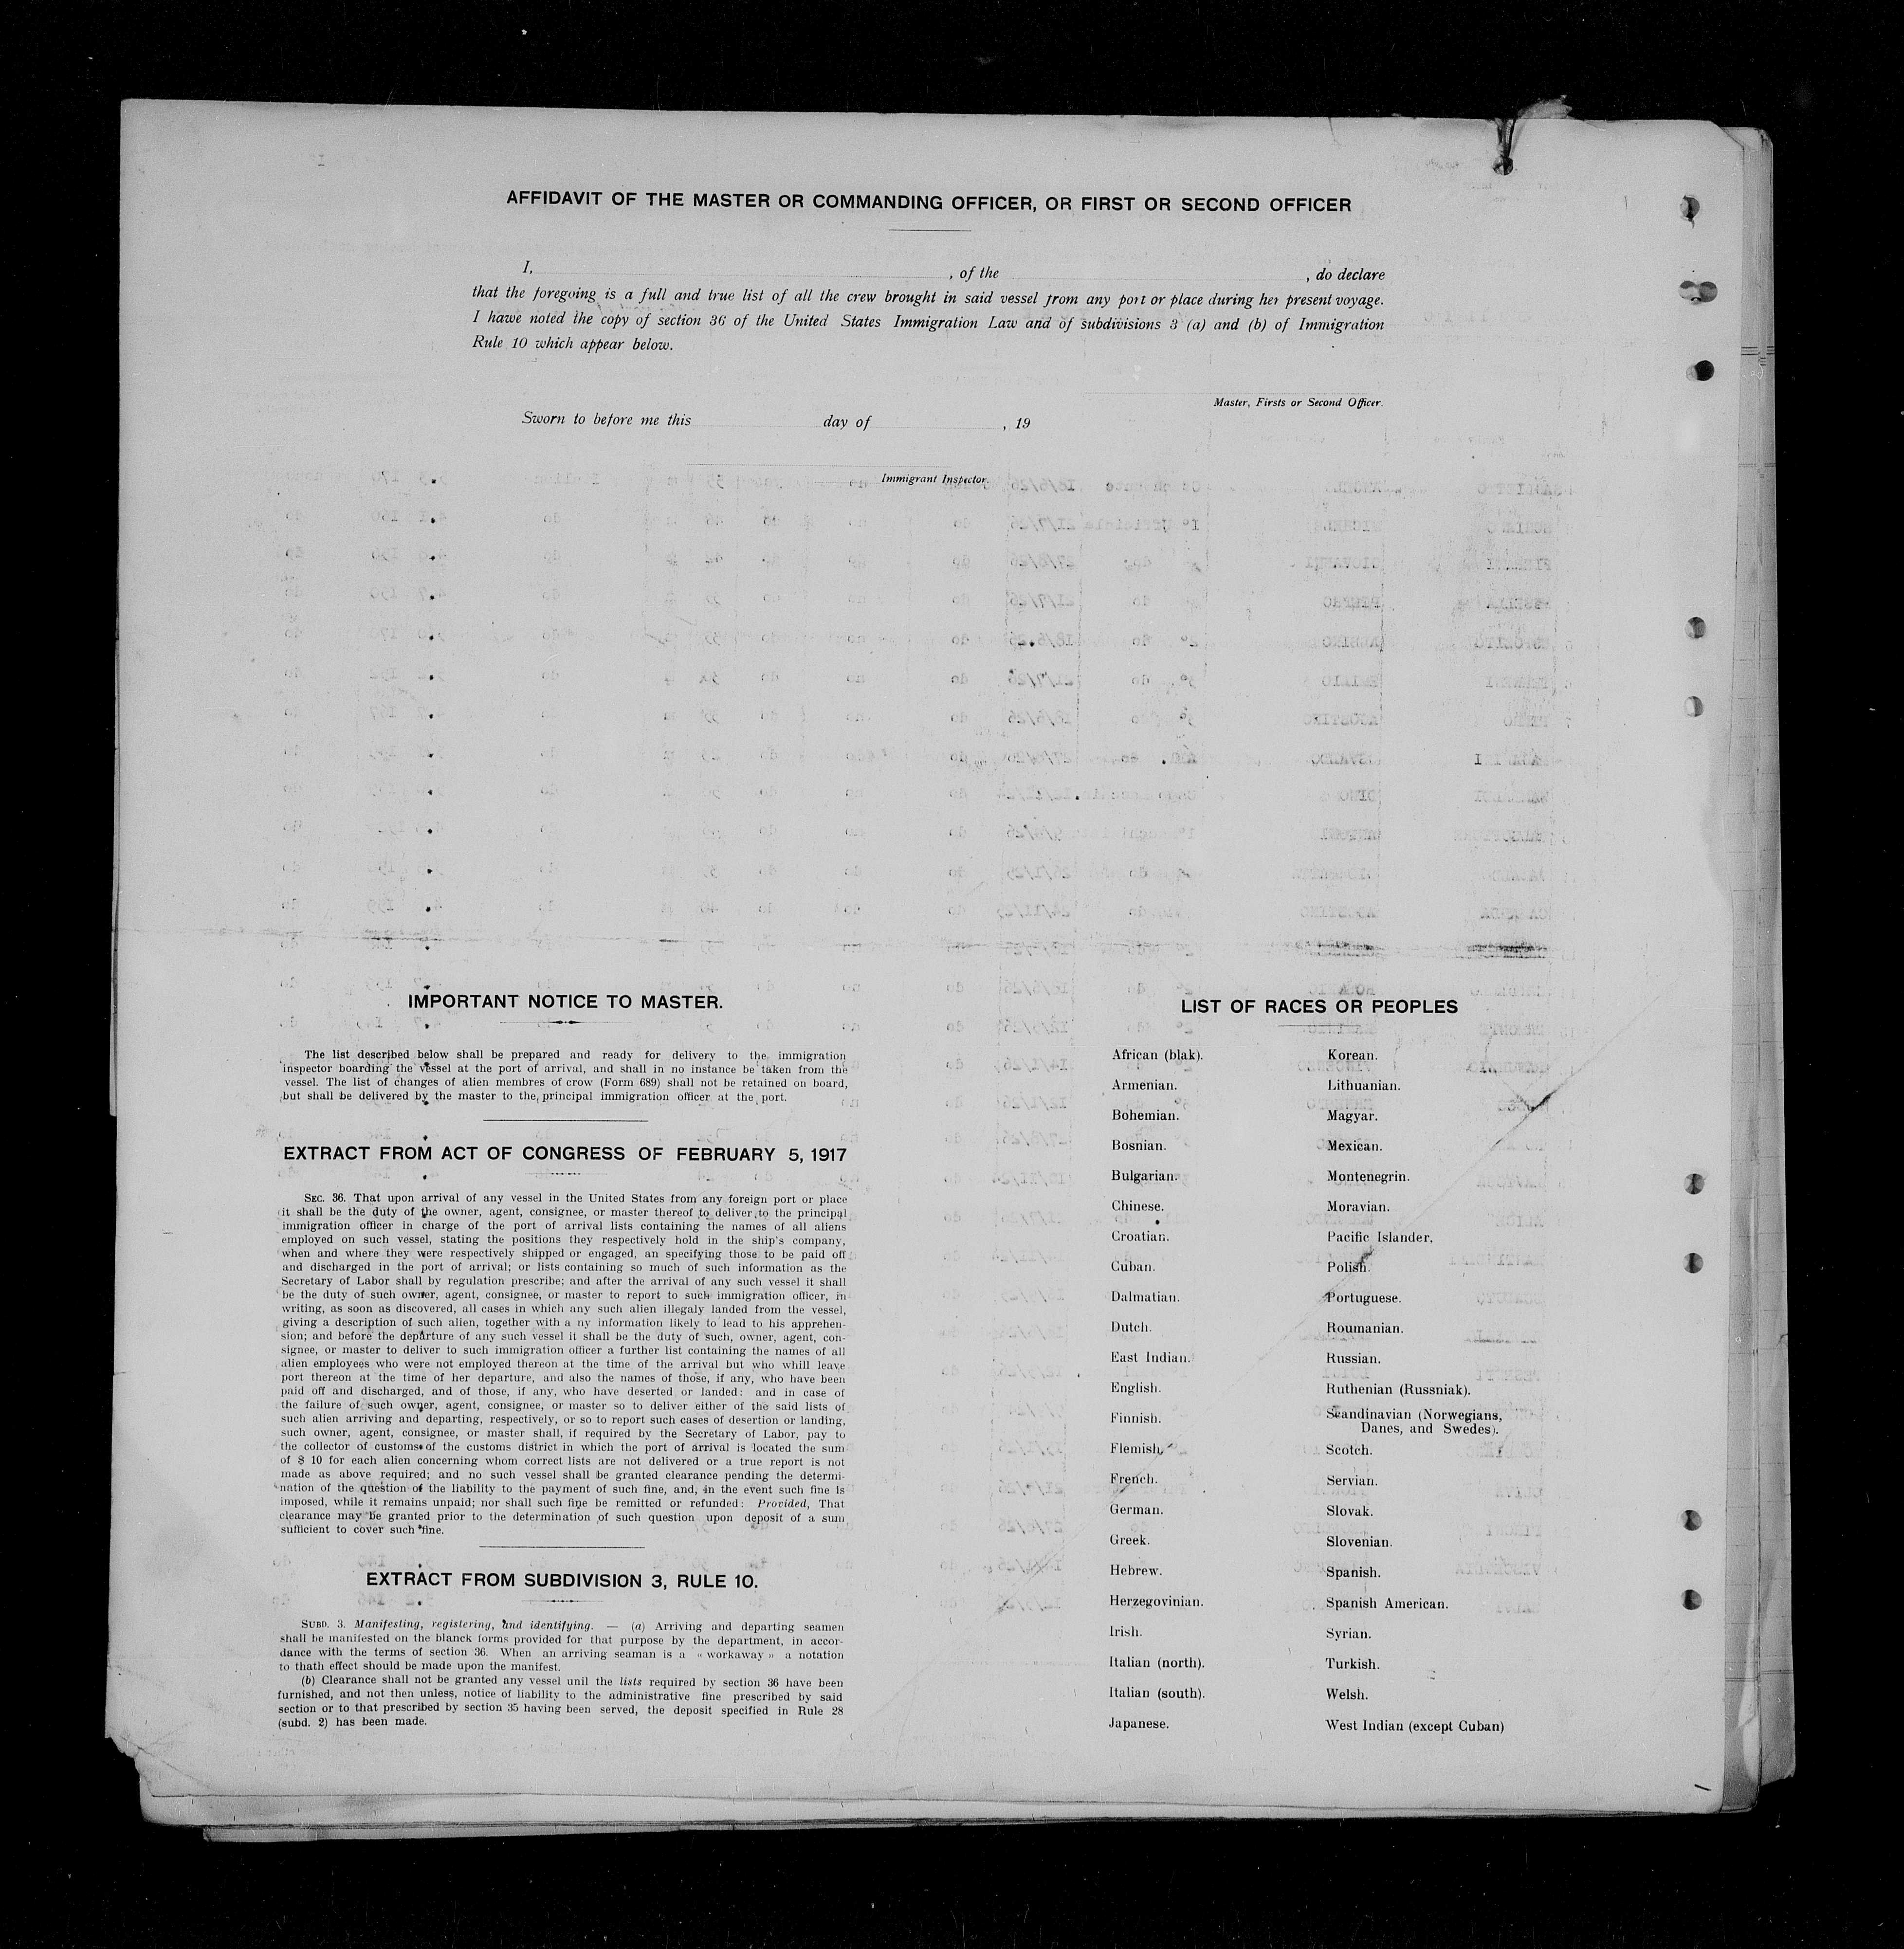 AFFIDAVIT OF THE MASTER OR COMMANDING OFFICER, OR FIRST OR SECOND OFFICER
I, , of the , do declare
that the foregoing is a full and true list of all the crew brought in said vessel from any port or place during her present voyage.
I hawe noted the copy of section 36 of the United States Immigration Law and of subdivisions 3 (a) and (b) of Immigration
Rule 10 which appear below.
Master, Firsts or Second Officer.
Sworn to before me this day of , 19
Immigrant Inspector.
IMPORTANT NOTICE TO MASTER.
The list described below shall be prepared and ready for delivery to the immigration
inspector boarding the vessel at the port of arrival, and shall in no instance be taken from the
vessel. The list of changes of alien membres of crow (Form 689) shall not be retained on board,
but shall be delivered by the master to the principal immigration officer at the port.
EXTRACT FROM ACT OF CONGRESS OF FEBRUARY 5, 1917
SEC. 36. That upon arrival of any vessel in the United States from any foreign port or place
it shall be the duty of the owner, agent, consignee, or master thereof to deliver to the principal
immigration officer in charge of the port of arrival lists containing the names of all aliens
employed on such vessel, stating the positions they respectively hold in the ship's company,
when and where they were respectively shipped or engaged, an specifying those to be paid off
and discharged in the port of arrival; or lists containing so much of such information as the
Secretary of Labor shall by regulation prescribe; and after the arrival of any such vessel it shall
be the duty of such owner, agent, consignee, or master to report to such immigration officer, in
writing, as soon as discovered, all cases in which any such alien illegaly landed from the vessel,
giving a description of such alien, together with a ny information likely to lead to his apprehen-
sion; and before the departure of any such vessel it shall be the duty of such, owner, agent, con-
signee, or master to deliver to such immigration officer a further list containing the names of all
alien employees who were not employed thereon at the time of the arrival but who whill leave
port thereon at the time of her departure, and also the names of those, if any, who have been
paid off and discharged, and of those, if any, who have deserted or landed: and in case of
the failure of such owner, agent, consignee, or master so to deliver either of the said lists of
such alien arriving and departing, respectively, or so to report such cases of desertion or landing,
such owner, agent, consignee, or master shall, if required by the Secretary of Labor, pay to
the collector of customs of the customs district in which the port of arrival is located the sum
of $ 10 for each alien concerning whom correct lists are not delivered or a true report is not
made as above required; and no such vessel shall be granted clearance pending the determi-
nation of the question of the liability to the payment of such fine, and, in the event such fine is
imposed, while it remains unpaid; nor shall such fine be remitted or refunded: Provided, That
clearance may be granted prior to the determination of such question upon deposit of a sum
sufficient to cover such fine.
EXTRACT FROM SUBDIVISION 3, RULE 10.
SUBD. 3. Manifesting, registering, and identifying. — (a) Arriving and departing seamen
shall be manifested on the blanck forms provided for that purpose by the department, in accor-
dance with the terms of section 36. When an arriving seaman is a « workaway » a notation
to thath effect should be made upon the manifest.
(b) Clearance shall not be granted any vessel unil the lists required by section 36 have been
furnished, and not then unless, notice of liability to the administrative fine prescribed by said
section or to that prescribed by section 35 having been served, the deposit specified in Rule 28
(subd. 2) has been made.
LIST OF RACES OR PEOPLES
African (blak).
Armenian.
Bohemian.
Bosnian.
Bulgarian.
Chinese.
Croatian.
Cuban.
Dalmatian.
Dutch.
East Indian.
English.
Finnish.
Flemish.
French.
German.
Greek.
Hebrew.
Herzegovinian.
Irish.
Italian (north).
Italian (south).
Japanese.
Korean.
Lithuanian.
Magyar.
Mexican.
Montenegrin.
Moravian.
Pacific Islander.
Polish.
Portuguese.
Roumanian.
Russian.
Ruthenian (Russniak).
Scandinavian (Norwegians,
Danes, and Swedes).
Scotch.
Servian.
Slovak.
Slovenian.
Spanish.
Spanish American.
Syrian.
Turkish.
Welsh.
West Indian (except Cuban)